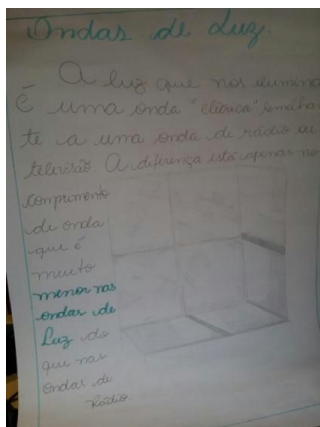 Ondas de Luz.
A luz que nos ilumina
é uma onda "elétrica" semelhan
te a uma onda de rádio ou
televisão. A diferença está apenas no
comprimento
de onda
que é
muito
menor nas
ondas de
Luz do
que nas
ondas de
Rádio